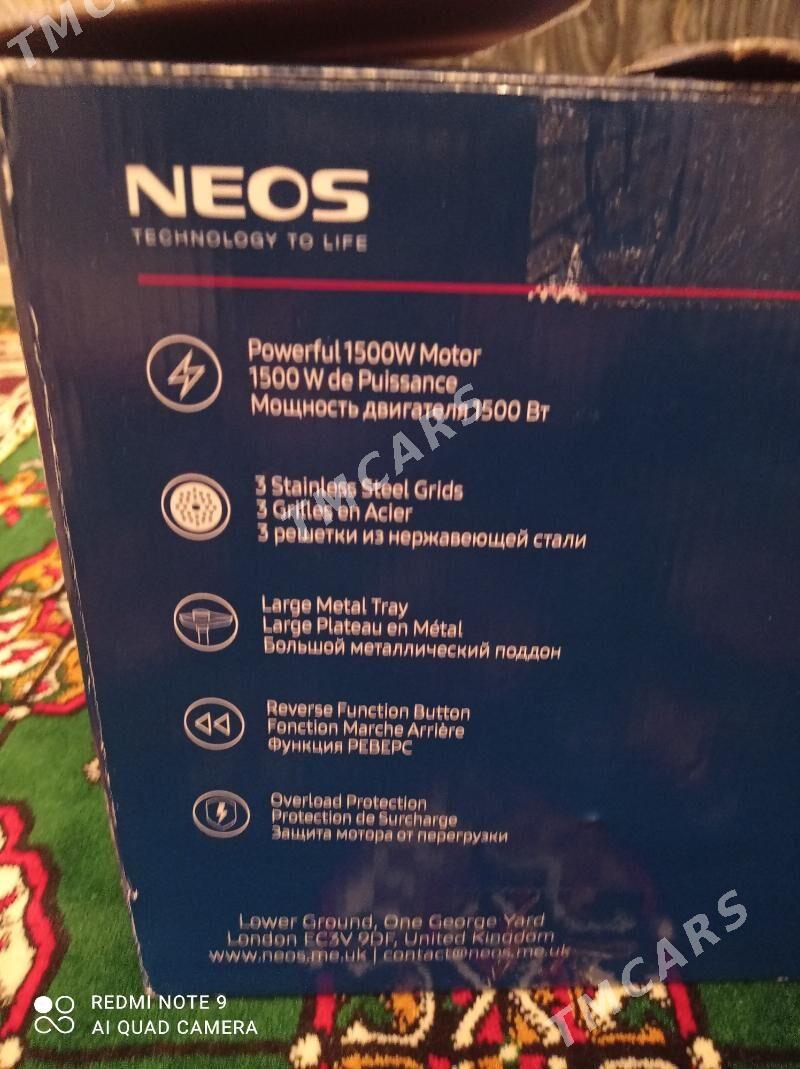 TMCARS
NEOS
TECHNOLOGY TO LIFE
Powerful 1500W Motor
1500 W de Puissance
Мощность двигателя 1500 Вт
TMCARS
3 Stainless Steel Grids
3 Grilles en Acier
3 решетки из нержавеющей стали
Large Metal Tray
Large Plateau en Métal
Большой металлический поддон
Reverse Function Button
Fonction Marche Arrière
Функция РЕВЕРС
Overload Protection
Protection de Surcharge
Защита мотора от перегрузки
Lower Ground, One George Yard
London EC3V 9DF, United Kingdom
www.neos.me.uk | contact@neos.me.uk
TMCARS
REDMI NOTE 9
AI QUAD CAMERA